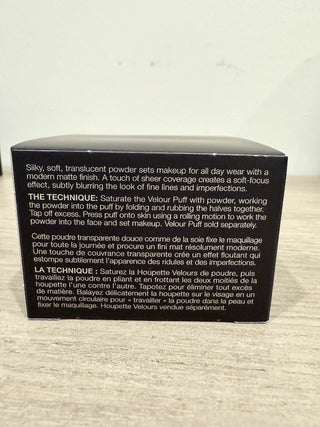 Silky, soft, translucent powder sets makeup for all day wear with a
modern matte finish. A touch of sheer coverage creates a soft-focus
effect, subtly blurring the look of fine lines and imperfections.
THE TECHNIQUE: Saturate the Velour Puff with powder, working
the powder into the puff by folding and rubbing the halves together.
Tap off excess. Press puff onto skin using a rolling motion to work the
powder into the face and set makeup. Velour Puff sold separately.
Cette poudre transparente douce comme de la soie fixe le maquillage
pour toute la journée et procure un fini mat résolument moderne.
Une touche de couvrance transparente crée un effet floutant qui
estompe subtilement l'apparence des ridules et des imperfections.
LA TECHNIQUE : Saturez la Houpette Velours de poudre, puis
travaillez la poudre en pliant et en frottant les deux moitiés de la
houpette l'une contre l'autre. Tapotez pour éliminer tout excès
de matière. Balayez délicatement la houpette sur le visage en un
mouvement circulaire pour « travailler » la poudre dans la peau et
fixer le maquillage. Houpette Velours vendue séparément.